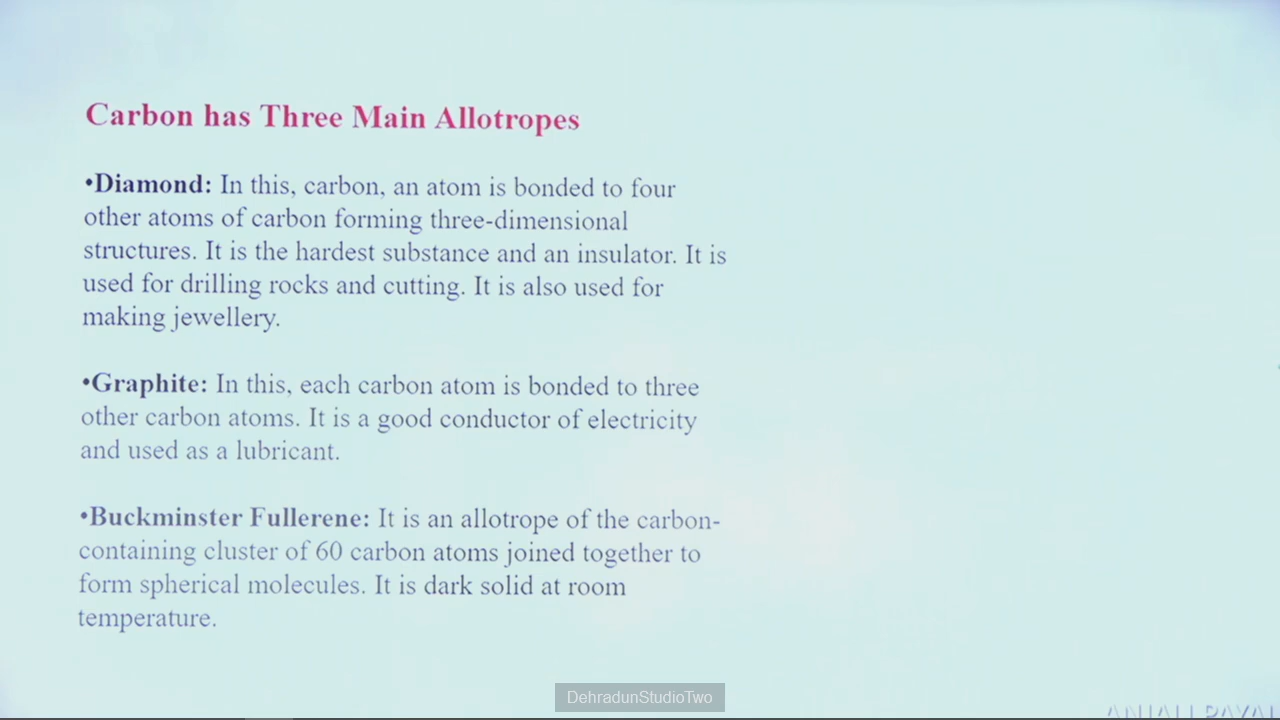 Carbon has Three Main Allotropes
•Diamond: In this, carbon, an atom is bonded to four
other atoms of carbon forming three-dimensional
structures. It is the hardest substance and an insulator. It is
used for drilling rocks and cutting. It is also used for
making jewellery.
•Graphite: In this, each carbon atom is bonded to three
other carbon atoms. It is a good conductor of electricity
and used as a lubricant.
•Buckminster Fullerene: It is an allotrope of the carbon-
containing cluster of 60 carbon atoms joined together to
form spherical molecules. It is dark solid at room
temperature.
DehradunStudioTwo